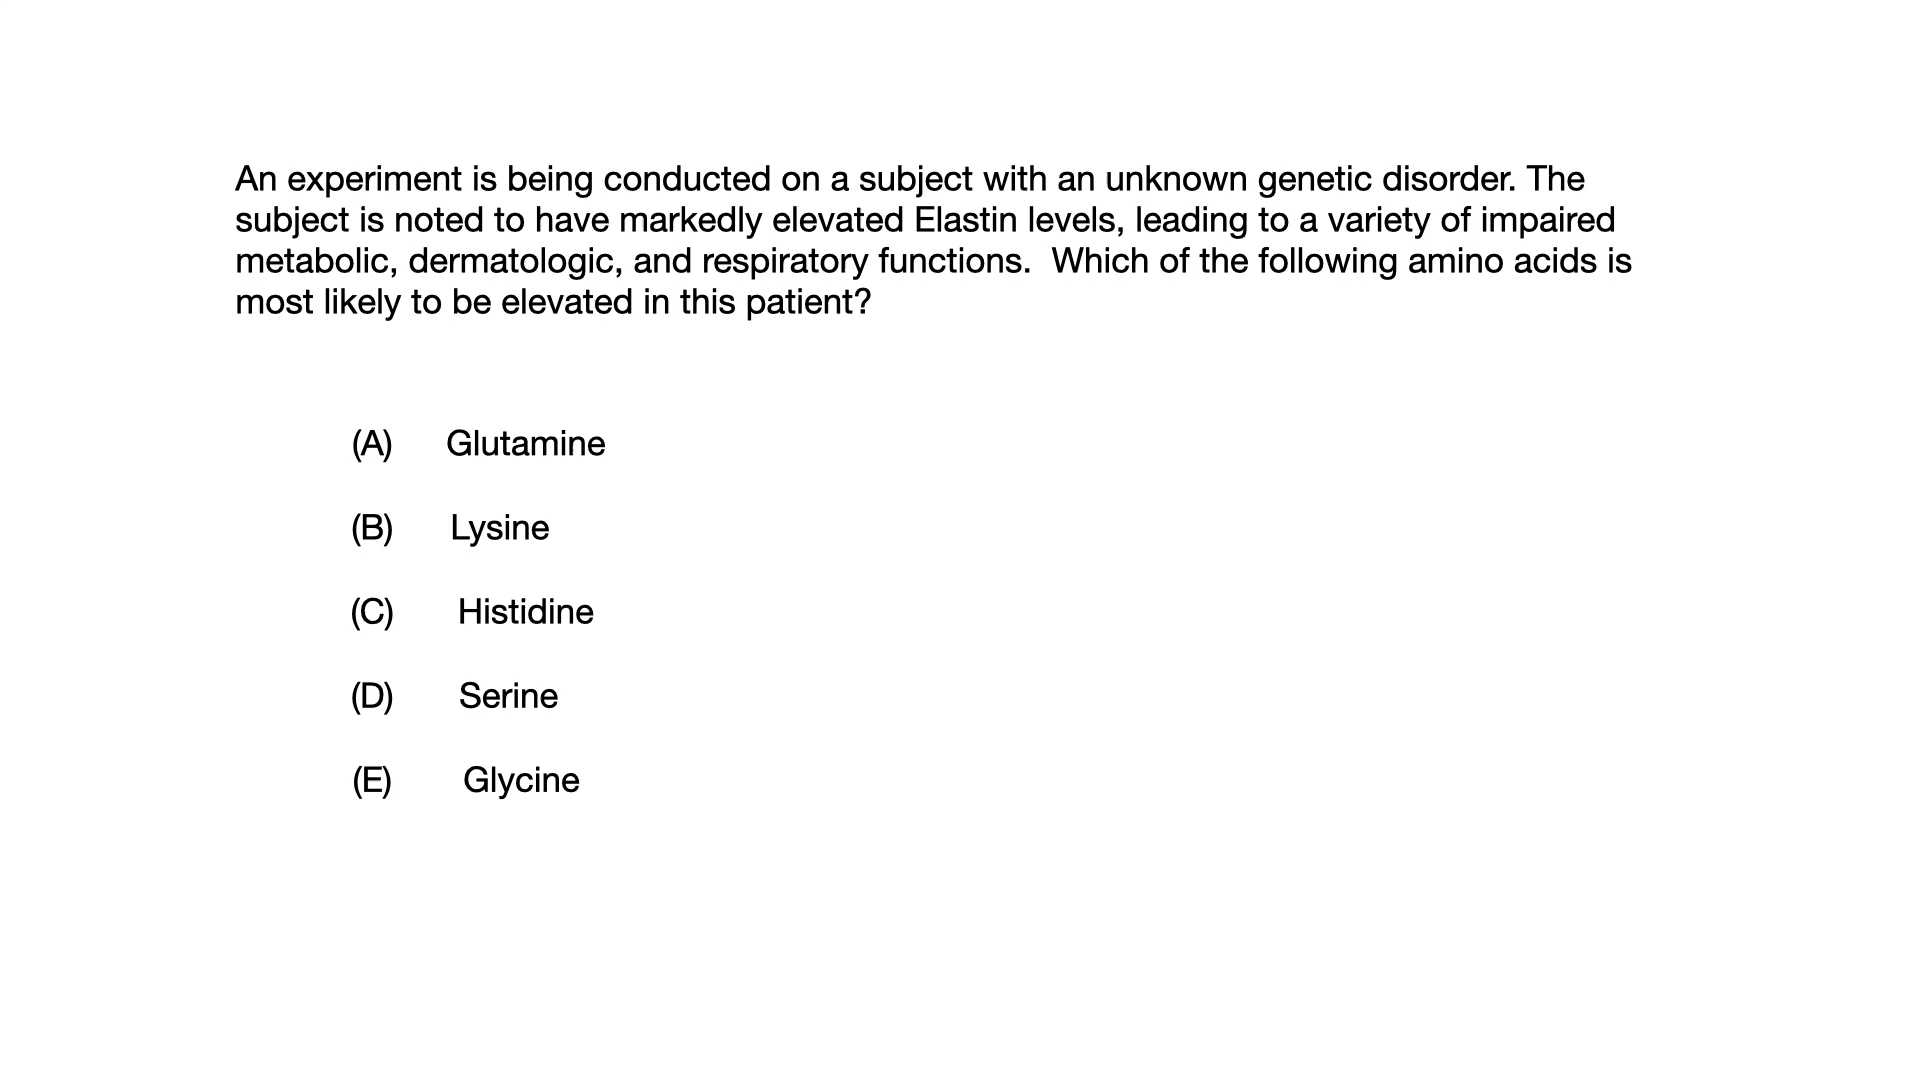 An experiment is being conducted on a subject with an unknown genetic disorder. The
subject is noted to have markedly elevated Elastin levels, leading to a variety of impaired
metabolic, dermatologic, and respiratory functions.  Which of the following amino acids is
most likely to be elevated in this patient?
(A) Glutamine
(B) Lysine
(C) Histidine
(D) Serine
(E) Glycine